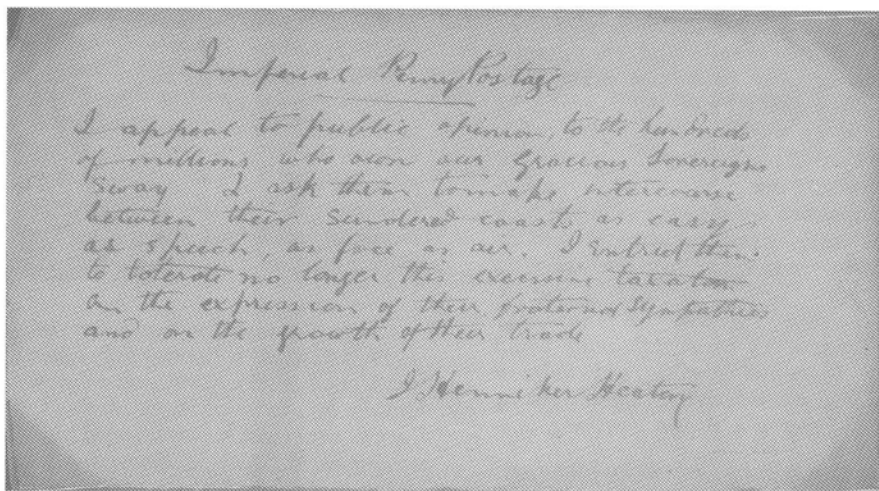 Imperial Penny Postage
I appeal to public opinion, to the hundreds
of millions who own our gracious Sovereigns
Sway I ask them to make intercourse
between their sundered coasts as easy
as speech, as free as air. I entreat them
to tolerate no longer this excessive taxation
on the expression of their fraternal sympathies
and on the growth of their trade
J Henniker Heaton